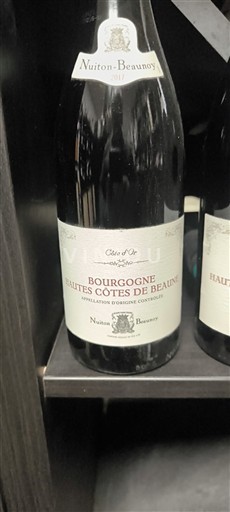 Nuiton-Beaunoy
Côte d'Or
BOURGOGNE
HAUTES CÔTES DE BEAUNE
APPELLATION D'ORIGINE CONTRÔLÉE
Nuiton Beaunoy
HAUT